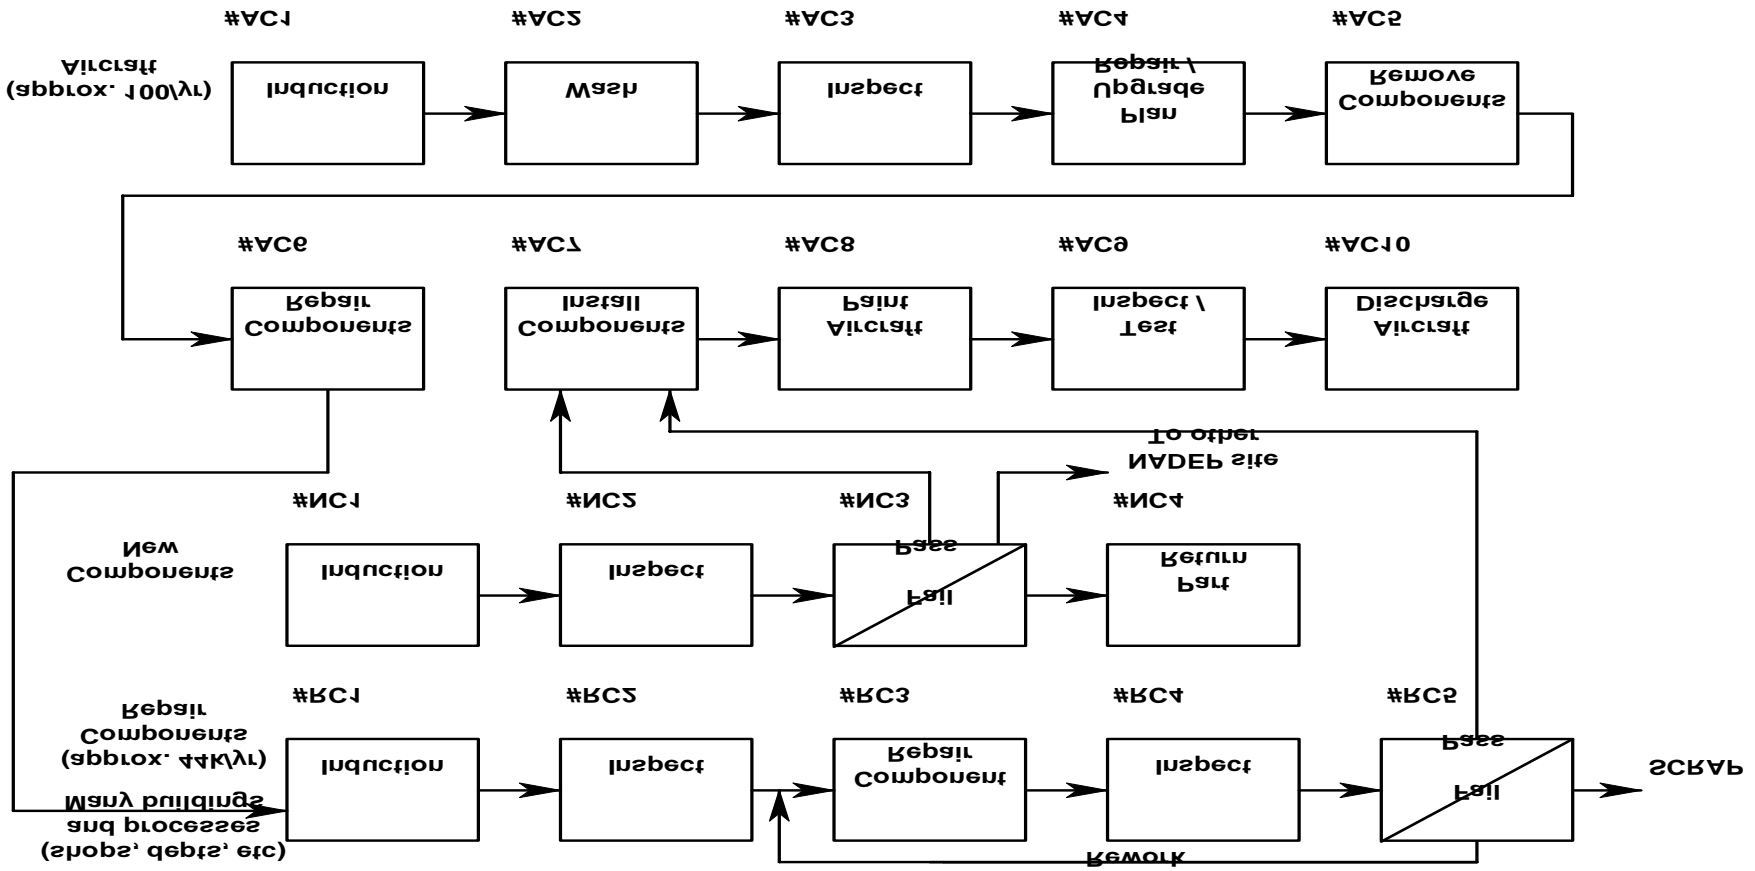 #AC1
#AC2
#AC3
#AC4
#AC5
Aircraft
(approx. 100/yr)
Induction
Wash
Inspect
Repair /
Upgrade
Plan
Remove
Components
#AC6
#AC7
#AC8
#AC9
#AC10
Repair
Components
Install
Components
Paint
Aircraft
Inspect /
Test
Discharge
Aircraft
To other
NADEP site
#NC1
#NC2
#NC3
#NC4
New
Components
Induction
Inspect
Pass
Fail
Return
Part
#RC1
#RC2
#RC3
#RC4
#RC5
Repair
Components
(approx. 44k/yr)
Many buildings
and processes
(shops, depts, etc)
Induction
Inspect
Repair
Component
Inspect
Pass
Fail
SCRAP
Rework